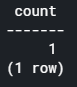 count
-------
1
(1 row)